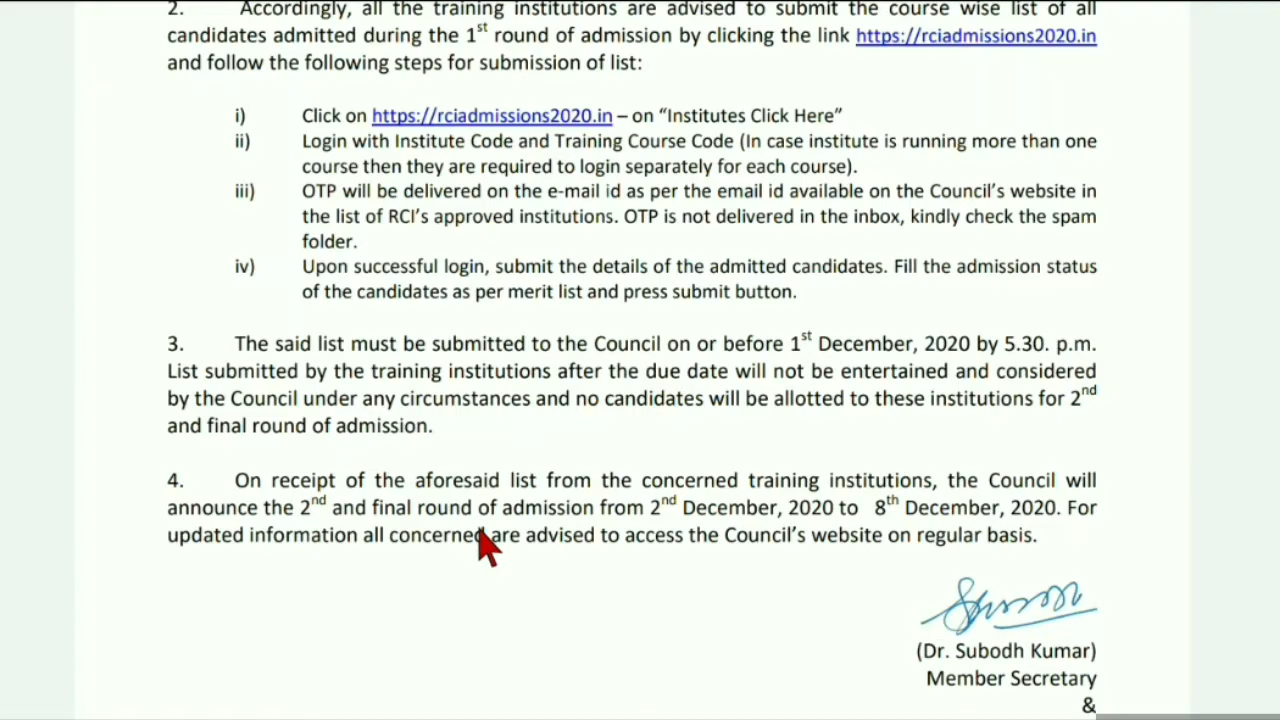 2. Accordingly, all the training institutions are advised to submit the course wise list of all
candidates admitted during the 1st round of admission by clicking the link https://rciadmissions2020.in
and follow the following steps for submission of list:
i) Click on https://rciadmissions2020.in – on “Institutes Click Here”
ii) Login with Institute Code and Training Course Code (In case institute is running more than one
course then they are required to login separately for each course).
iii) OTP will be delivered on the e-mail id as per the email id available on the Council’s website in
the list of RCI’s approved institutions. OTP is not delivered in the inbox, kindly check the spam
folder.
iv) Upon successful login, submit the details of the admitted candidates. Fill the admission status
of the candidates as per merit list and press submit button.
3. The said list must be submitted to the Council on or before 1st December, 2020 by 5.30. p.m.
List submitted by the training institutions after the due date will not be entertained and considered
by the Council under any circumstances and no candidates will be allotted to these institutions for 2nd
and final round of admission.
4. On receipt of the aforesaid list from the concerned training institutions, the Council will
announce the 2nd and final round of admission from 2nd December, 2020 to 8th December, 2020. For
updated information all concerned are advised to access the Council’s website on regular basis.
(Dr. Subodh Kumar)
Member Secretary
&